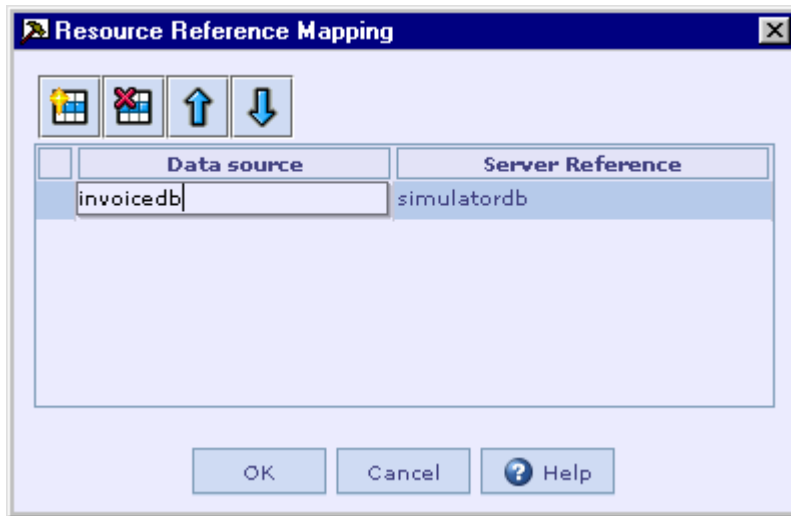 Resource Reference Mapping
Data source Server Reference
invoicedb simulatordb
OK Cancel Help